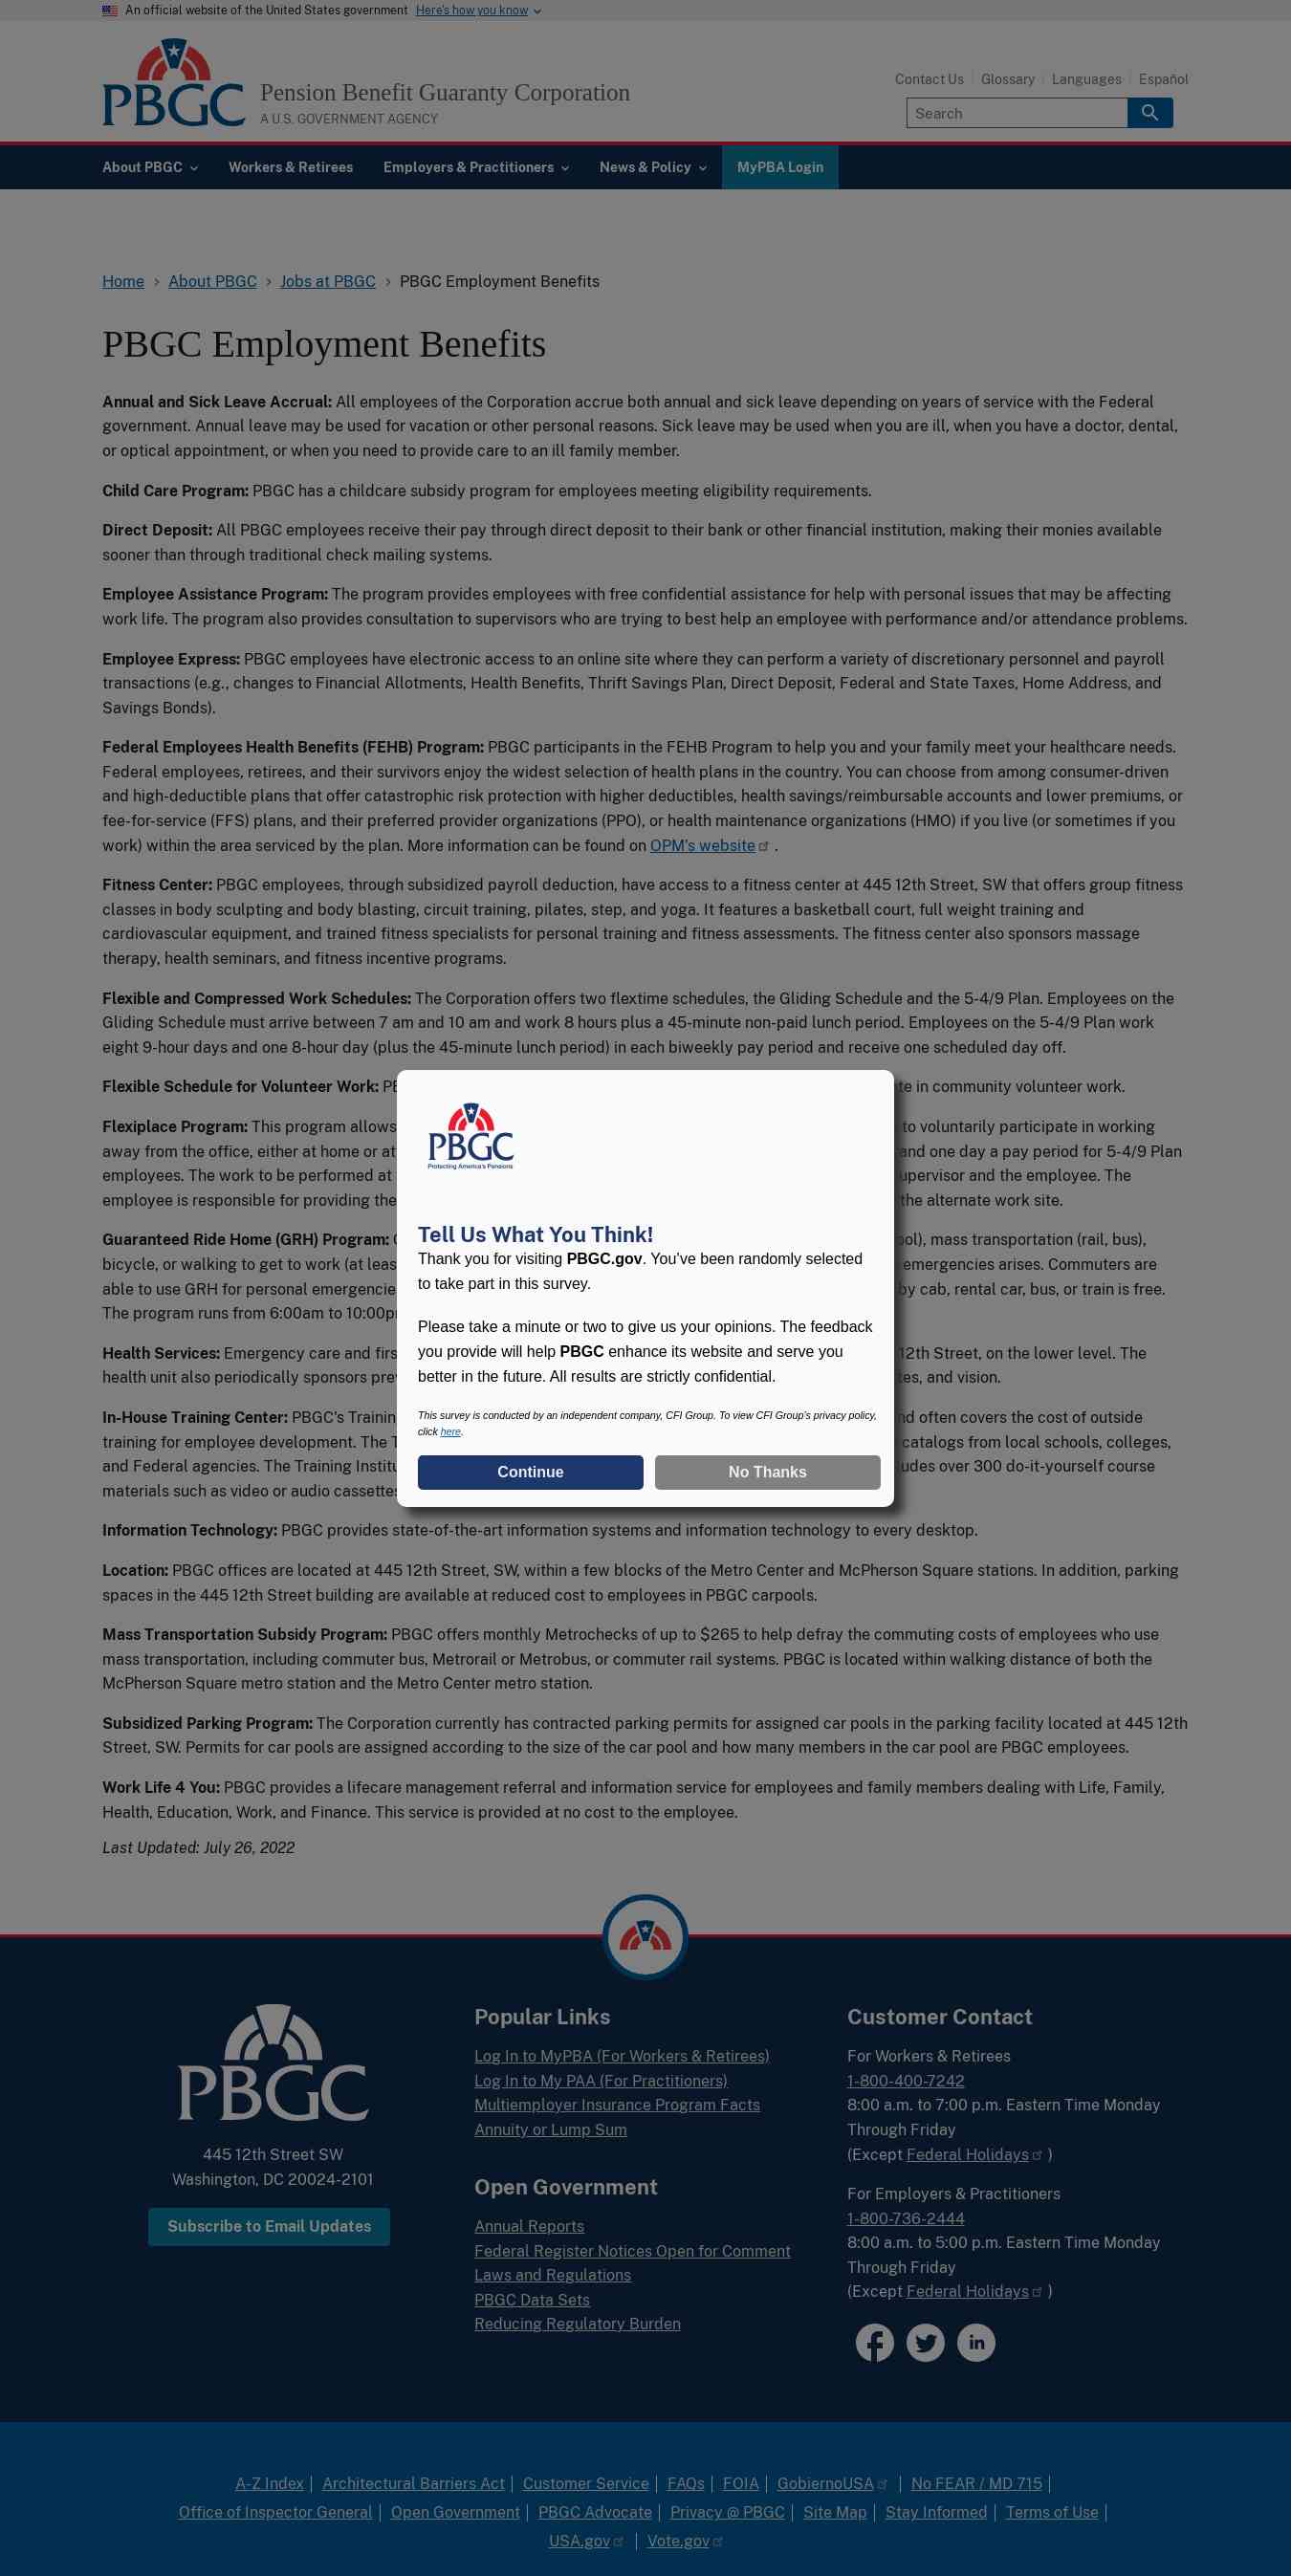 An official website of the United States government Here's how you know
PBGC Pension Benefit Guaranty Corporation
A U.S. GOVERNMENT AGENCY
Contact Us Glossary Languages Español
Search
About PBGC Workers & Retirees Employers & Practitioners News & Policy MyPBA Login
Home About PBGC Jobs at PBGC PBGC Employment Benefits
PBGC Employment Benefits
Annual and Sick Leave Accrual: All employees of the Corporation accrue both annual and sick leave depending on years of service with the Federal
government. Annual leave may be used for vacation or other personal reasons. Sick leave may be used when you are ill, when you have a doctor, dental,
or optical appointment, or when you need to provide care to an ill family member.
Child Care Program: PBGC has a childcare subsidy program for employees meeting eligibility requirements.
Direct Deposit: All PBGC employees receive their pay through direct deposit to their bank or other financial institution, making their monies available
sooner than through traditional check mailing systems.
Employee Assistance Program: The program provides employees with free confidential assistance for help with personal issues that may be affecting
work life. The program also provides consultation to supervisors who are trying to best help an employee with performance and/or attendance problems.
Employee Express: PBGC employees have electronic access to an online site where they can perform a variety of discretionary personnel and payroll
transactions (e.g., changes to Financial Allotments, Health Benefits, Thrift Savings Plan, Direct Deposit, Federal and State Taxes, Home Address, and
Savings Bonds).
Federal Employees Health Benefits (FEHB) Program: PBGC participants in the FEHB Program to help you and your family meet your healthcare needs.
Federal employees, retirees, and their survivors enjoy the widest selection of health plans in the country. You can choose from among consumer-driven
and high-deductible plans that offer catastrophic risk protection with higher deductibles, health savings/reimbursable accounts and lower premiums, or
fee-for-service (FFS) plans, and their preferred provider organizations (PPO), or health maintenance organizations (HMO) if you live (or sometimes if you
work) within the area serviced by the plan. More information can be found on OPM's website .
Fitness Center: PBGC employees, through subsidized payroll deduction, have access to a fitness center at 445 12th Street, SW that offers group fitness
classes in body sculpting and body blasting, circuit training, pilates, step, and yoga. It features a basketball court, full weight training and
cardiovascular equipment, and trained fitness specialists for personal training and fitness assessments. The fitness center also sponsors massage
therapy, health seminars, and fitness incentive programs.
Flexible and Compressed Work Schedules: The Corporation offers two flextime schedules, the Gliding Schedule and the 5-4/9 Plan. Employees on the
Gliding Schedule must arrive between 7 am and 10 am and work 8 hours plus a 45-minute non-paid lunch period. Employees on the 5-4/9 Plan work
eight 9-hour days and one 8-hour day (plus the 45-minute lunch period) in each biweekly pay period and receive one scheduled day off.
Flexible Schedule for Volunteer Work: in community volunteer work.
Flexiplace Program: This program allows to voluntarily participate in working
away from the office, either at home or at and one day a pay period for 5-4/9 Plan
employees. The work to be performed at supervisor and the employee. The
employee is responsible for providing the the alternate work site.
Guaranteed Ride Home (GRH) Program: mass transportation (rail, bus),
bicycle, or walking to get to work (at emergencies arises. Commuters are
able to use GRH for personal by cab, rental car, bus, or train is free.
The program runs from 6:00am to
Health Services: Emergency care and 12th Street, on the lower level. The
health unit also periodically sponsors and vision.
In-House Training Center: PBGC's often covers the cost of outside
training for employee development. The catalogs from local schools, colleges,
and Federal agencies. The Training over 300 do-it-yourself course
materials such as video or audio
Information Technology: PBGC provides state-of-the-art information systems and information technology to every desktop.
Location: PBGC offices are located at 445 12th Street, SW, within a few blocks of the Metro Center and McPherson Square stations. In addition, parking
spaces in the 445 12th Street building are available at reduced cost to employees in PBGC carpools.
Mass Transportation Subsidy Program: PBGC offers monthly Metrochecks of up to $265 to help defray the commuting costs of employees who use
mass transportation, including commuter bus, Metrorail or Metrobus, or commuter rail systems. PBGC is located within walking distance of both the
McPherson Square metro station and the Metro Center metro station.
Subsidized Parking Program: The Corporation currently has contracted parking permits for assigned car pools in the parking facility located at 445 12th
Street, SW. Permits for car pools are assigned according to the size of the car pool and how many members in the car pool are PBGC employees.
Work Life 4 You: PBGC provides a lifecare management referral and information service for employees and family members dealing with Life, Family,
Health, Education, Work, and Finance. This service is provided at no cost to the employee.
Last Updated: July 26, 2022
PBGC
Protecting America's Pensions
Tell Us What You Think!
Thank you for visiting PBGC.gov. You've been randomly selected
to take part in this survey.
Please take a minute or two to give us your opinions. The feedback
you provide will help PBGC enhance its website and serve you
better in the future. All results are strictly confidential.
This survey is conducted by an independent company, CFI Group. To view CFI Group's privacy policy,
click here.
Continue No Thanks
PBGC
445 12th Street SW
Washington, DC 20024-2101
Subscribe to Email Updates
Popular Links
Log In to MyPBA (For Workers & Retirees)
Log In to My PAA (For Practitioners)
Multiemployer Insurance Program Facts
Annuity or Lump Sum
Open Government
Annual Reports
Federal Register Notices Open for Comment
Laws and Regulations
PBGC Data Sets
Reducing Regulatory Burden
Customer Contact
For Workers & Retirees
1-800-400-7242
8:00 a.m. to 7:00 p.m. Eastern Time Monday
Through Friday
(Except Federal Holidays )
For Employers & Practitioners
1-800-736-2444
8:00 a.m. to 5:00 p.m. Eastern Time Monday
Through Friday
(Except Federal Holidays )
A-Z Index Architectural Barriers Act Customer Service FAQs FOIA GobiernoUSA No FEAR / MD 715
Office of Inspector General Open Government PBGC Advocate Privacy @ PBGC Site Map Stay Informed Terms of Use
USA.gov Vote.gov